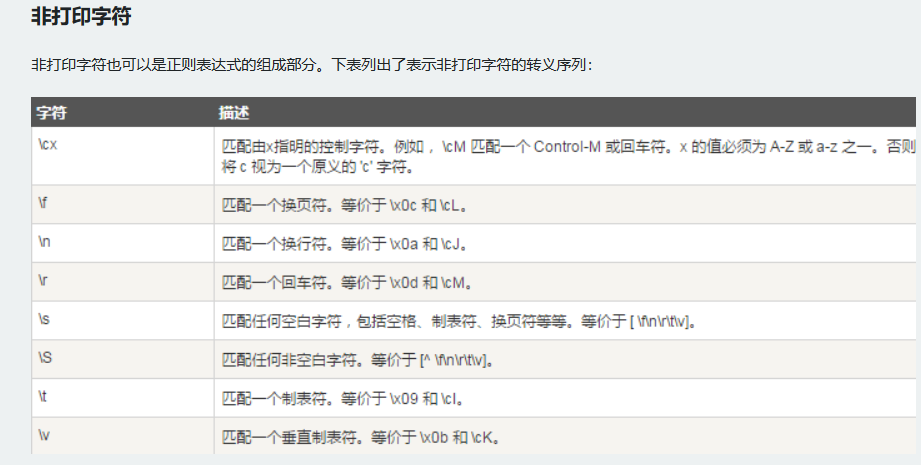 非打印字符
非打印字符也可以是正则表达式的组成部分。下表列出了表示非打印字符的转义序列：
字符 描述
\cx 匹配由x指明的控制字符。例如， \cM 匹配一个 Control-M 或回车符。x 的值必须为 A-Z 或 a-z 之一。否则
将 c 视为一个原义的 'c' 字符。
\f 匹配一个换页符。等价于 \x0c 和 \cL。
\n 匹配一个换行符。等价于 \x0a 和 \cJ。
\r 匹配一个回车符。等价于 \x0d 和 \cM。
\s 匹配任何空白字符，包括空格、制表符、换页符等等。等价于 [ \f\n\r\t\v]。
\S 匹配任何非空白字符。等价于 [^ \f\n\r\t\v]。
\t 匹配一个制表符。等价于 \x09 和 \cI。
\v 匹配一个垂直制表符。等价于 \x0b 和 \cK。